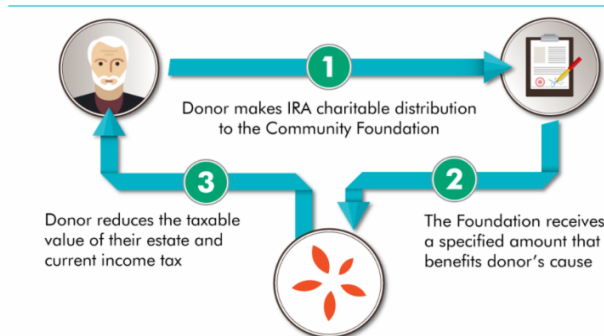 1
Donor makes IRA charitable distribution
to the Community Foundation
3
2
Donor reduces the taxable
value of their estate and
current income tax
The Foundation receives
a specified amount that
benefits donor's cause